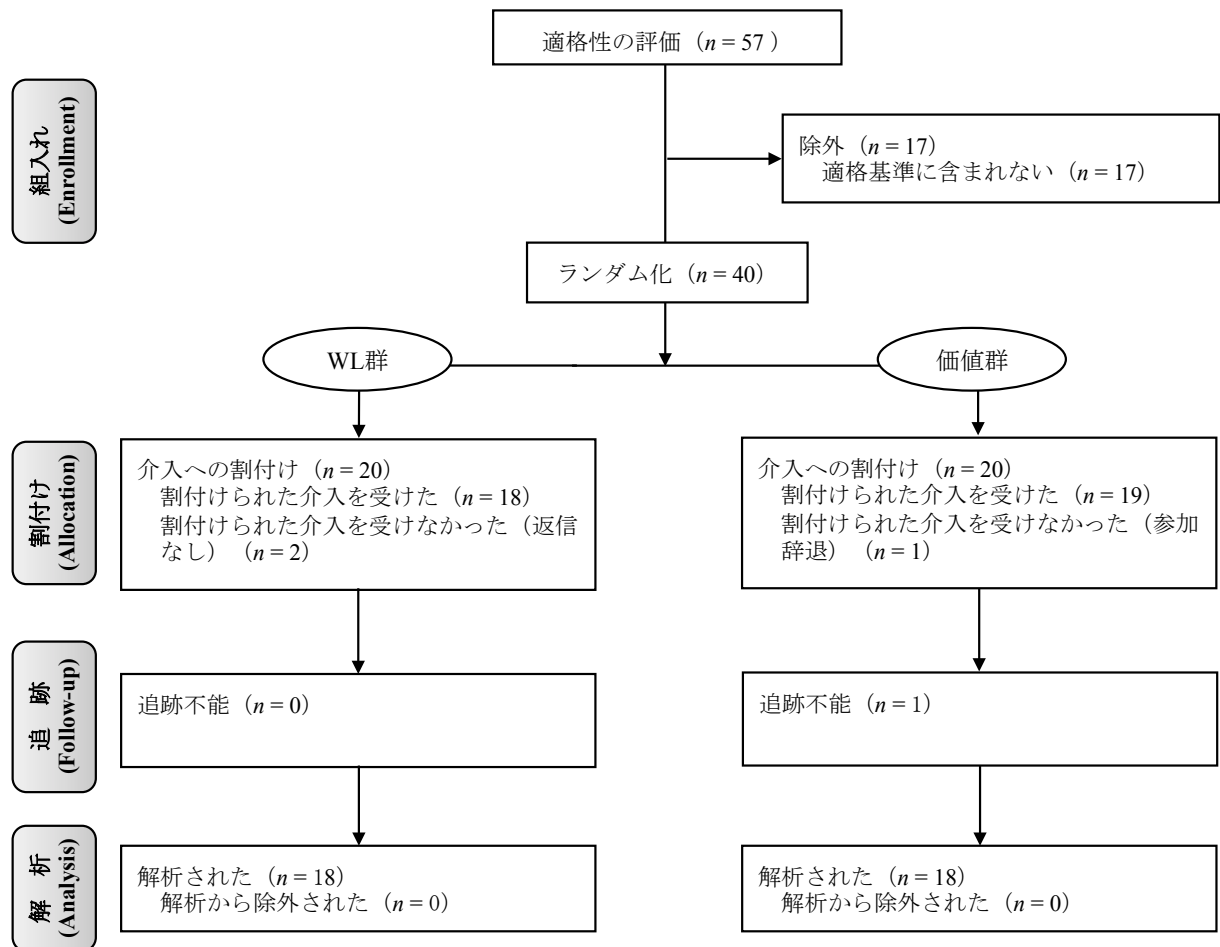 適格性の評価（n = 57 ）
組入れ
(Enrollment)
除外（n = 17）
適格基準に含まれない（n = 17）
ランダム化（n = 40）
WL群
価値群
割付け
(Allocation)
介入への割付け（n = 20）
割付けられた介入を受けた（n = 18）
割付けられた介入を受けなかった（返信
なし）（n = 2）
介入への割付け（n = 20）
割付けられた介入を受けた（n = 19）
割付けられた介入を受けなかった（参加
辞退）（n = 1）
追　跡
(Follow-up)
追跡不能（n = 0）
追跡不能（n = 1）
解　析
(Analysis)
解析された（n = 18）
解析から除外された（n = 0）
解析された（n = 18）
解析から除外された（n = 0）